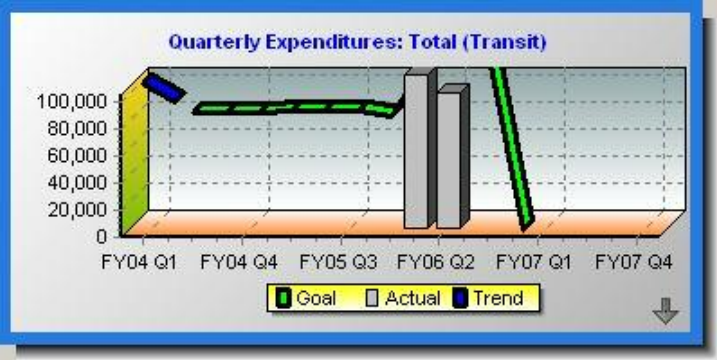 Quarterly Expenditures: Total (Transit)
100,000
80,000
60,000
40,000
20,000
0
FY04 Q1 FY04 Q4 FY05 Q3 FY06 Q2 FY07 Q1 FY07 Q4
Goal Actual Trend